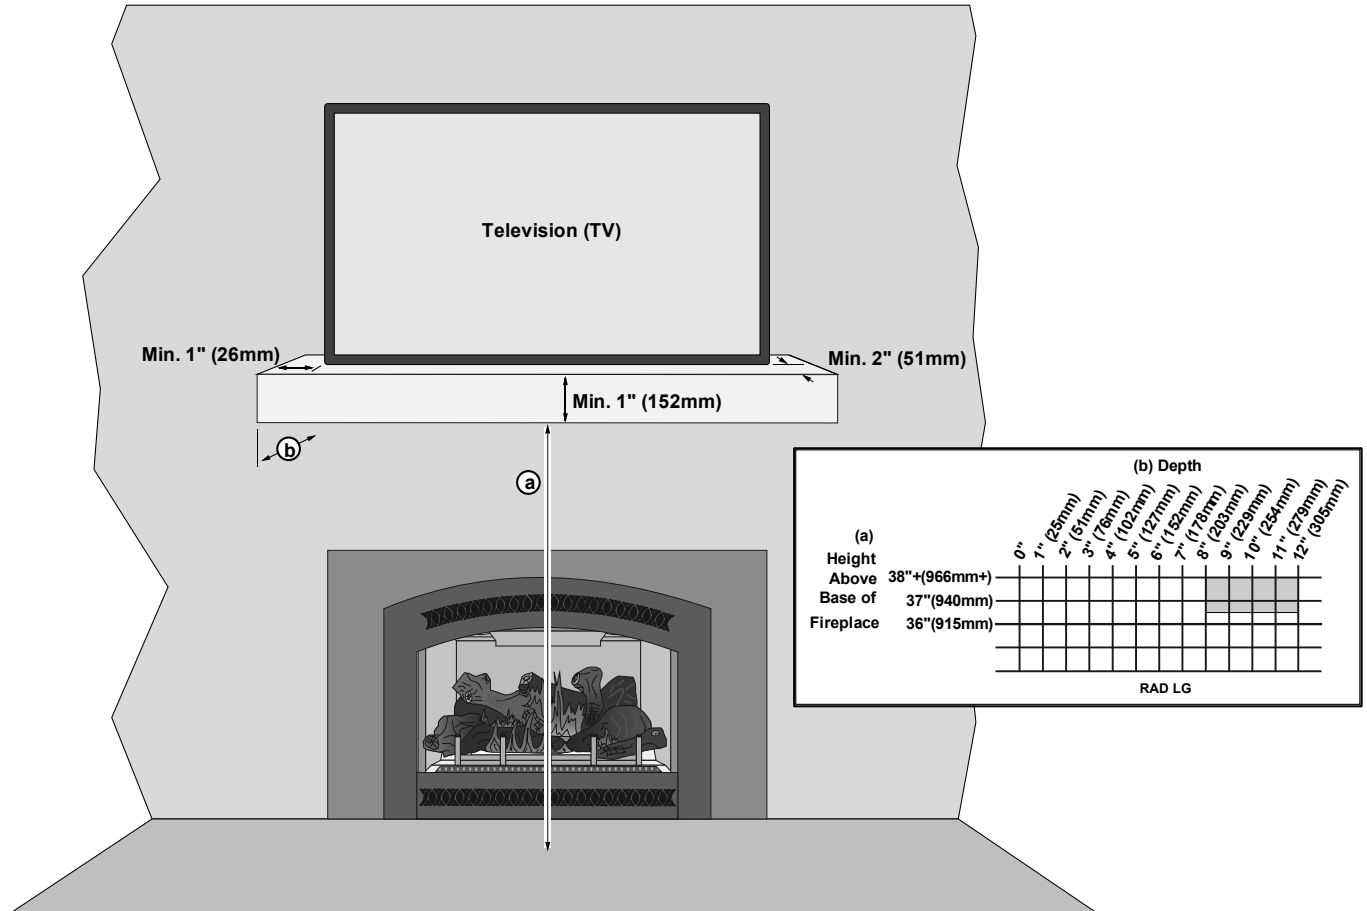 Television (TV)
Min. 1" (26mm)
Min. 2" (51mm)
Min. 1" (152mm)
b
a
(b) Depth
0"
1" (25mm)
2" (51mm)
3" (76mm)
4" (102mm)
5" (127mm)
6" (152mm)
7" (178mm)
8" (203mm)
9" (229mm)
10" (254mm)
11" (279mm)
12" (305mm)
(a)
Height
Above
Base of
Fireplace
38"+(966mm+)
37"(940mm)
36"(915mm)
RAD LG